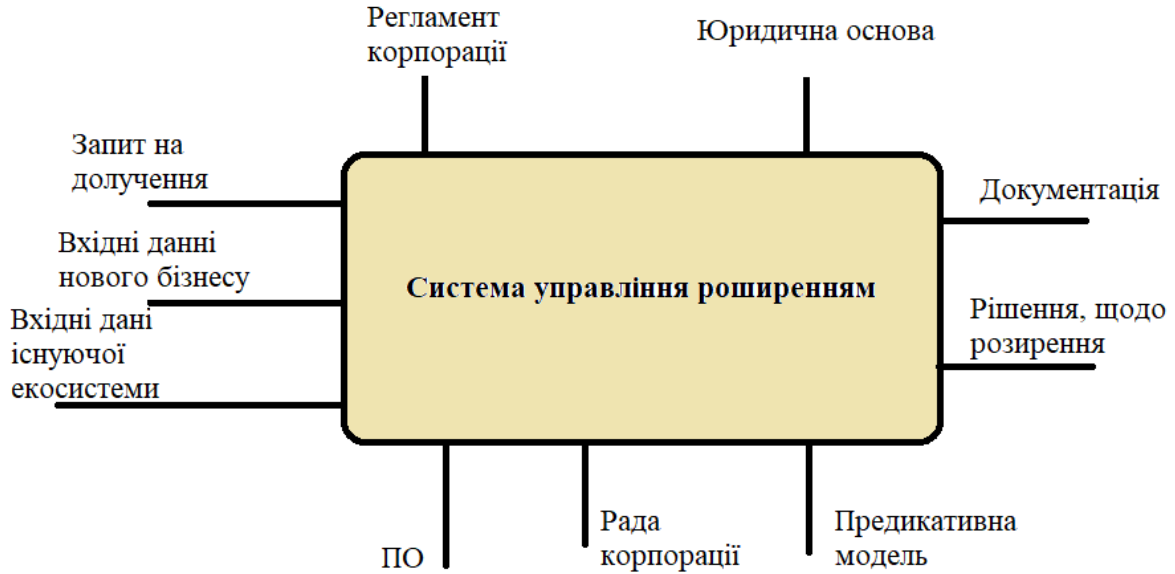 Регламент
корпорації
Юридична основа
Запит на
долучення
Документація
Вхідні данні
нового бізнесу
Система управління роширенням
Вхідні дані
існуючої
екосистеми
Рішення, щодо
розирення
ПО
Рада
корпорації
Предикативна
модель